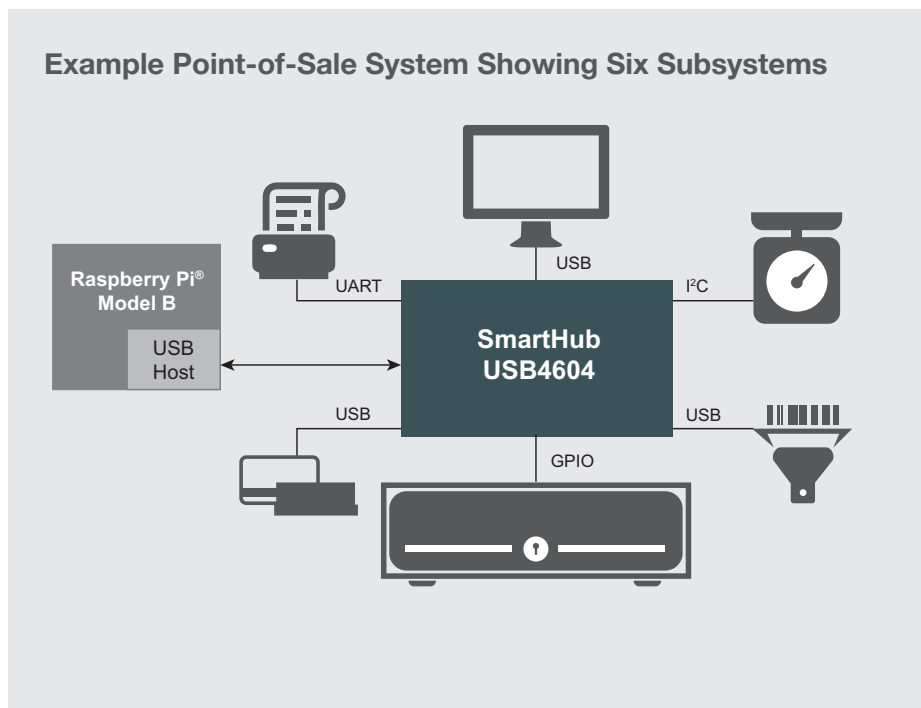 Example Point-of-Sale System Showing Six Subsystems
USB
UART
I²C
Raspberry Pi®
Model B
USB
Host
SmartHub
USB4604
USB
USB
GPIO